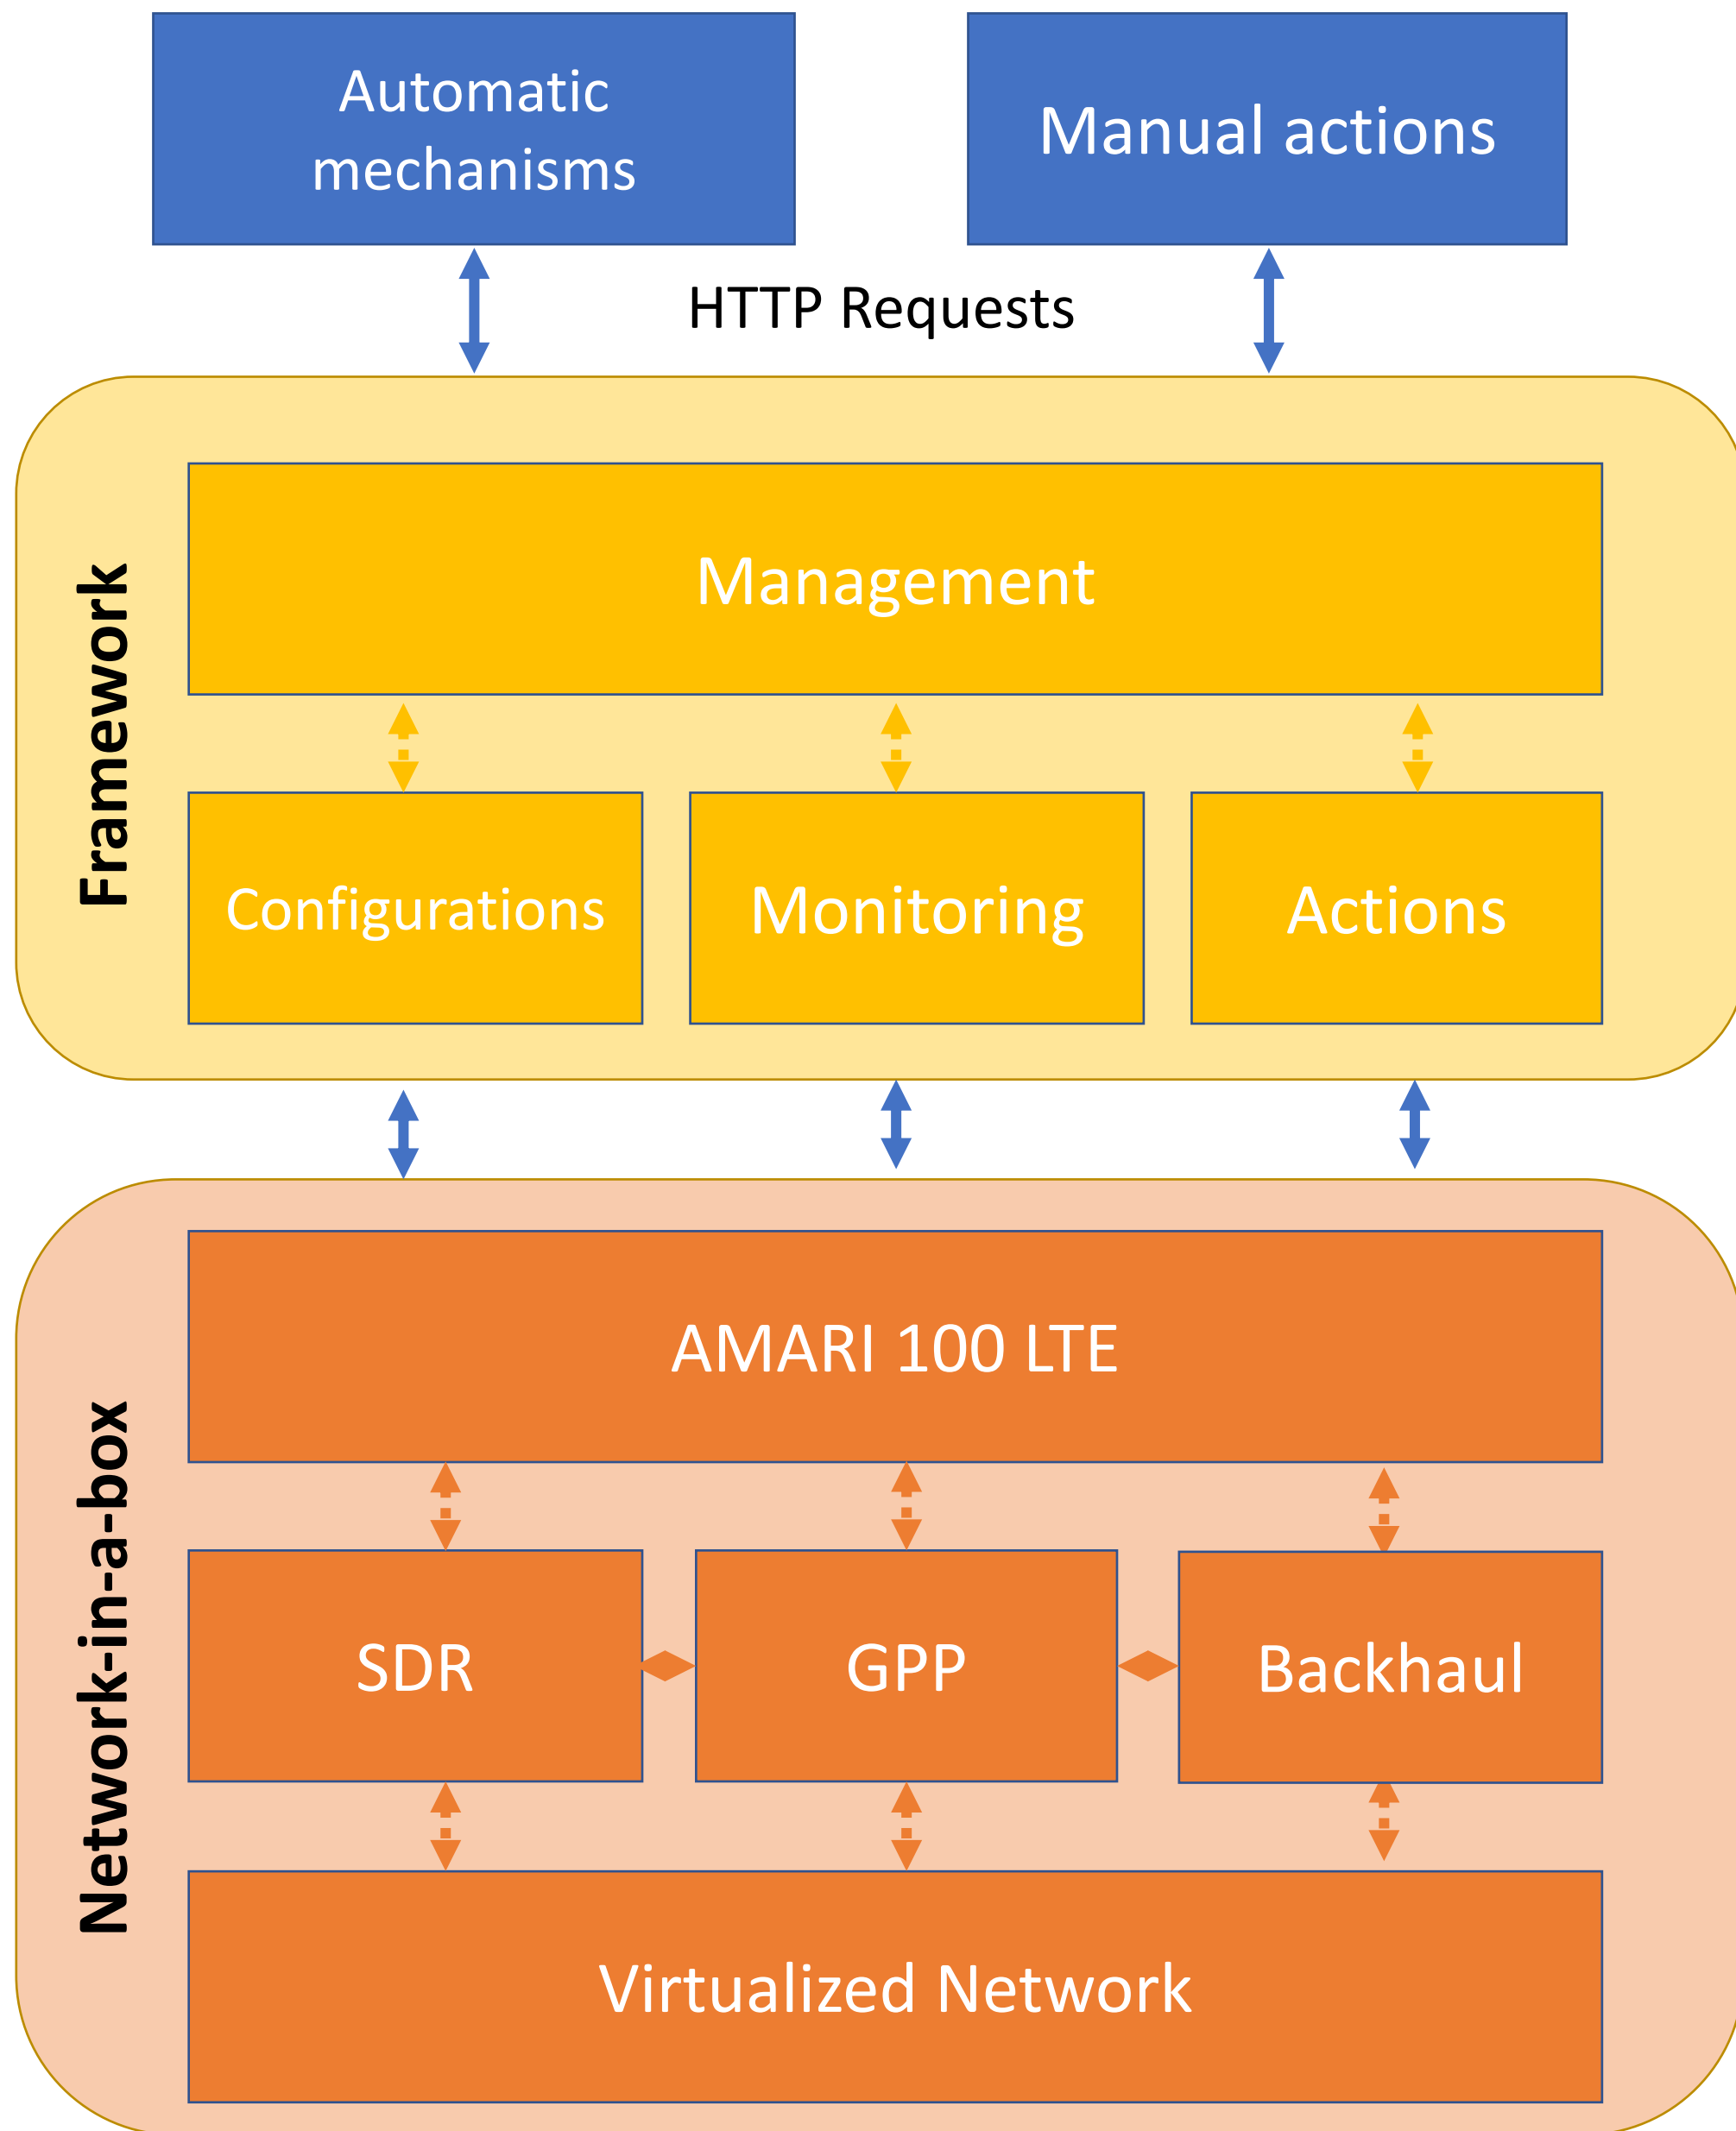 Automatic
mechanisms
Manual actions
HTTP Requests
Framework
Management
Configurations
Monitoring
Actions
Network-in-a-box
AMARI 100 LTE
SDR
GPP
Backhaul
Virtualized Network